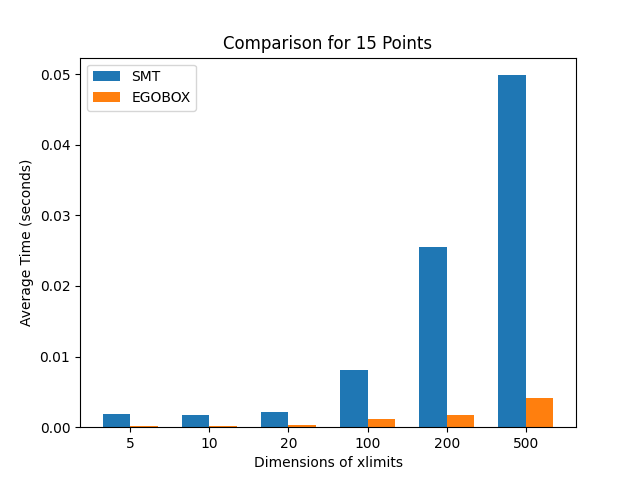 Comparison for 15 Points
SMT
EGOBOX
Average Time (seconds)
0.05
0.04
0.03
0.02
0.01
0.00
5 10 20 100 200 500
Dimensions of xlimits